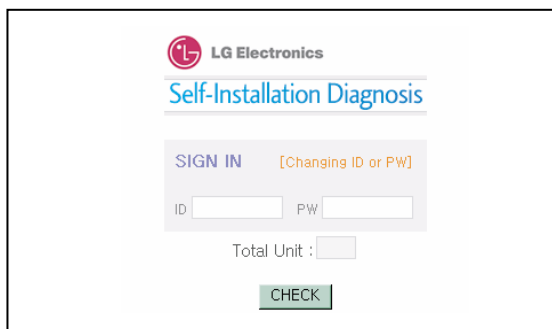 LG Electronics
Self-Installation Diagnosis
SIGN IN [Changing ID or PW]
ID PW
Total Unit :
CHECK